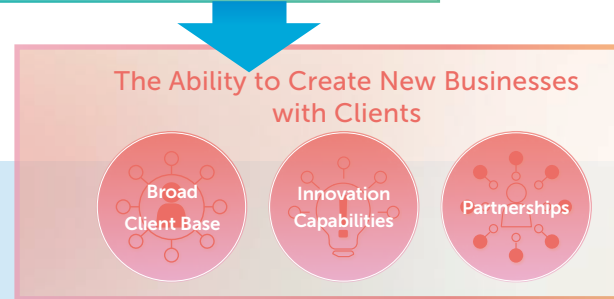 The Ability to Create New Businesses
with Clients
Broad
Client Base
Innovation
Capabilities
Partnerships